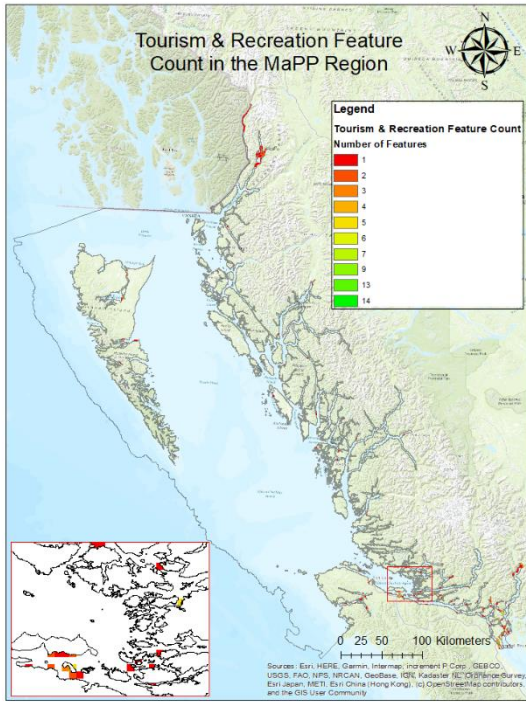 Tourism & Recreation Feature
Count in the MaPP Region
N
W
E
S
Legend
Tourism & Recreation Feature Count
Number of Features
1
2
3
4
5
6
7
9
13
14
0 25 50 100 Kilometers
Sources: Esri, HERE, Garmin, Intermap, increment P Corp., GEBCO,
USGS, FAO, NPS, NRCAN, GeoBase, IGN, Kadaster NL, Ordnance Survey,
Esri Japan, METI, Esri China (Hong Kong), (c) OpenStreetMap contributors,
and the GIS User Community